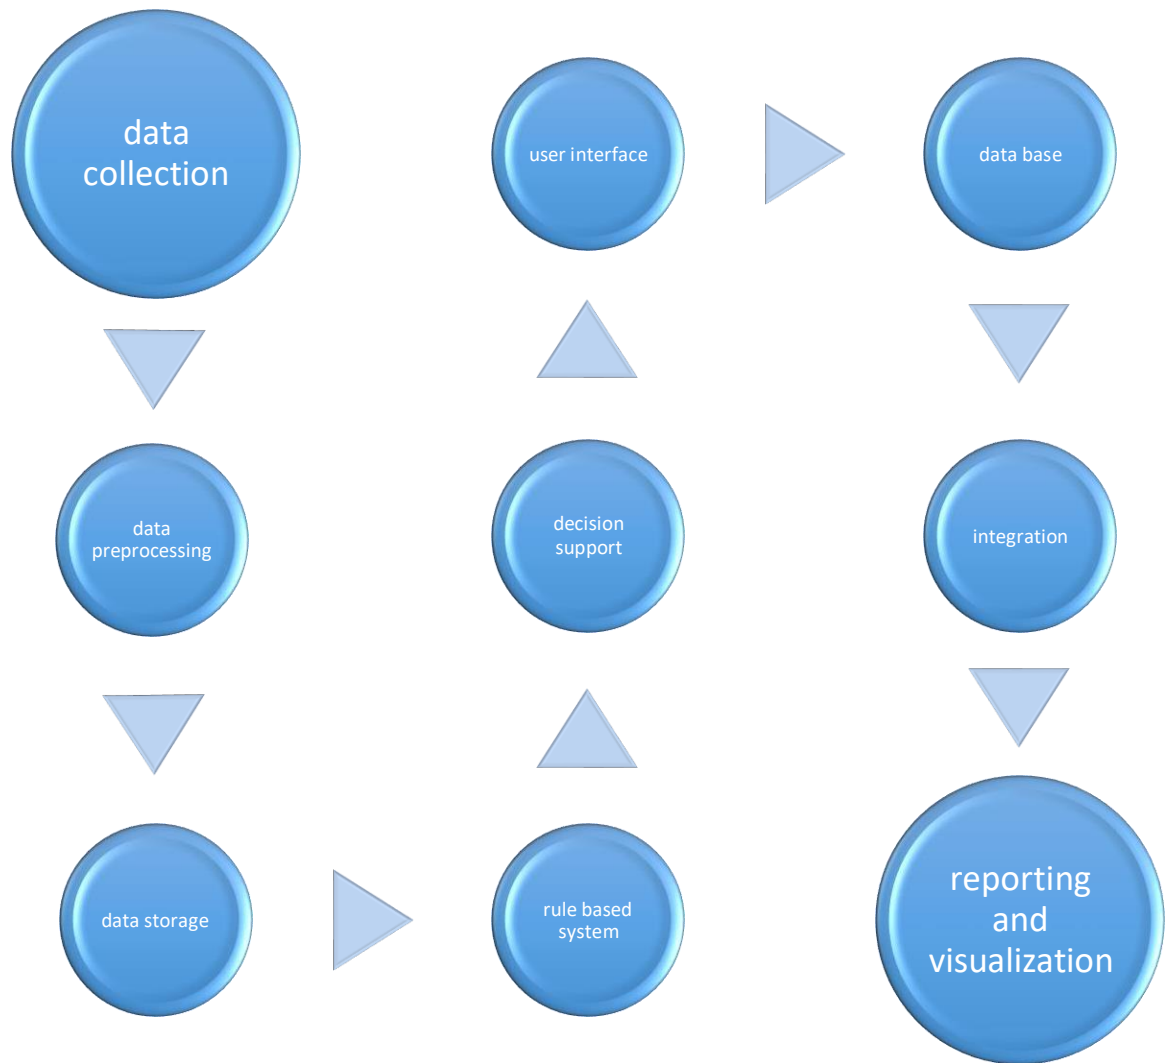 data
collection
data
preprocessing
data storage
rule based
system
decision
support
user interface
data base
integration
reporting
and
visualization